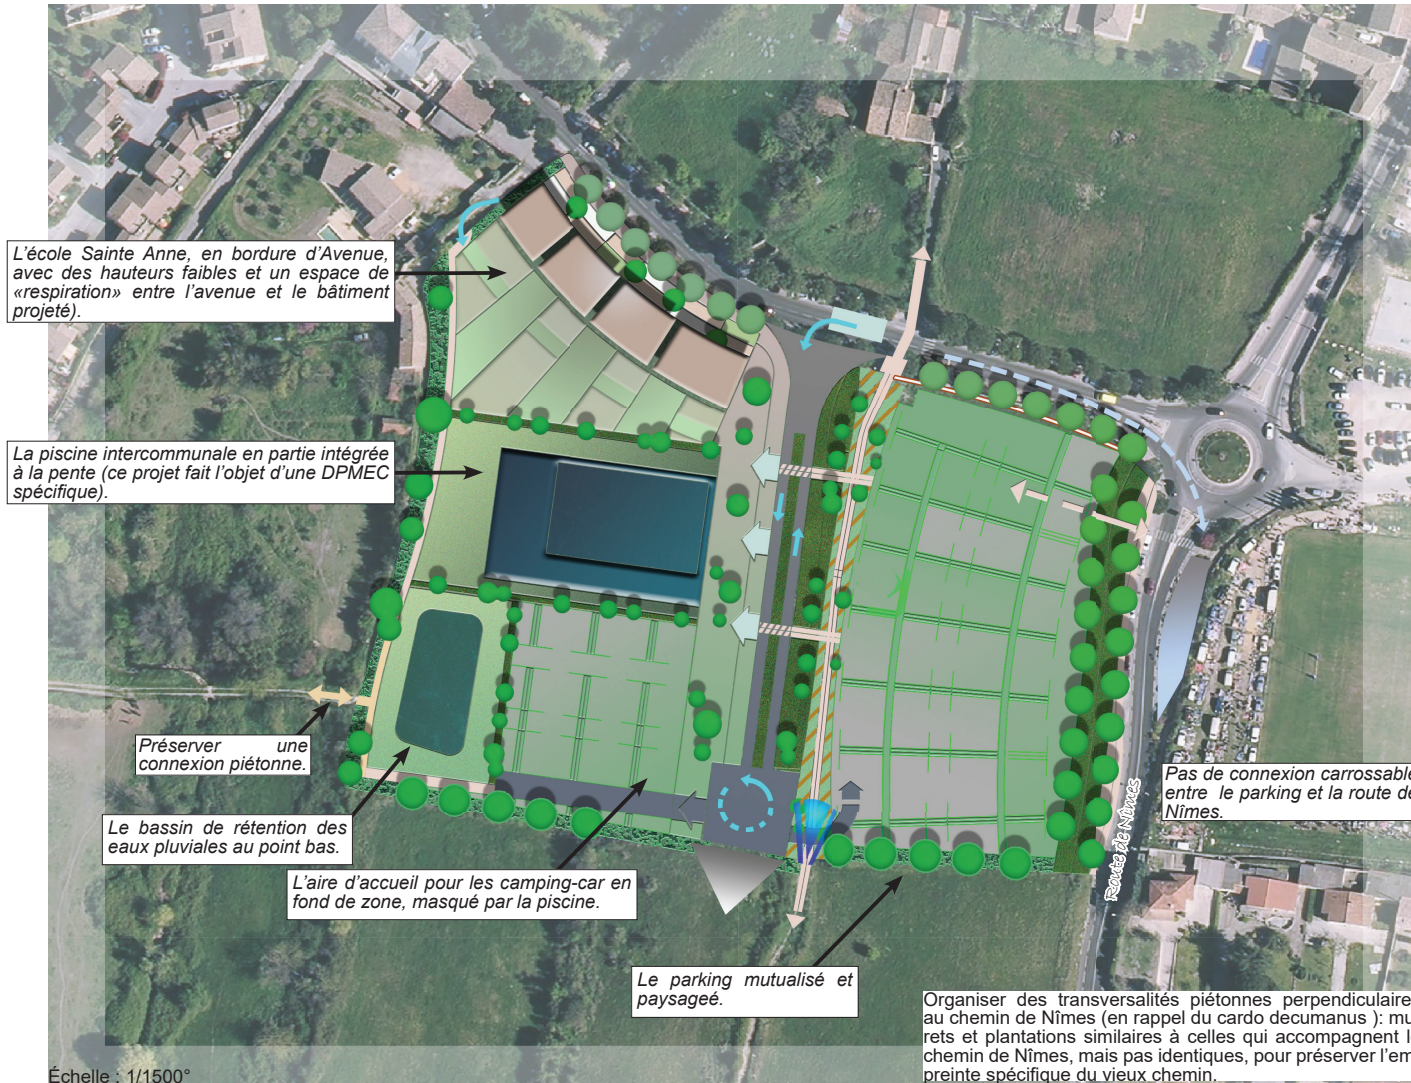 L'école Sainte Anne, en bordure d'Avenue,
avec des hauteurs faibles et un espace de
«respiration» entre l'avenue et le bâtiment
projeté).
La piscine intercommunale en partie intégrée
à la pente (ce projet fait l'objet d'une DPMEC
spécifique).
Préserver une
connexion piétonne.
Le bassin de rétention des
eaux pluviales au point bas.
L'aire d'accueil pour les camping-car en
fond de zone, masqué par la piscine.
Le parking mutualisé et
paysageé.
Pas de connexion carrossable
entre le parking et la route de
Nîmes.
Route de Nîmes
Organiser des transversalités piétonnes perpendiculaire
au chemin de Nîmes (en rappel du cardo decumanus ): mu
rets et plantations similaires à celles qui accompagnent l
chemin de Nîmes, mais pas identiques, pour préserver l'em
preinte spécifique du vieux chemin.
Échelle : 1/1500°